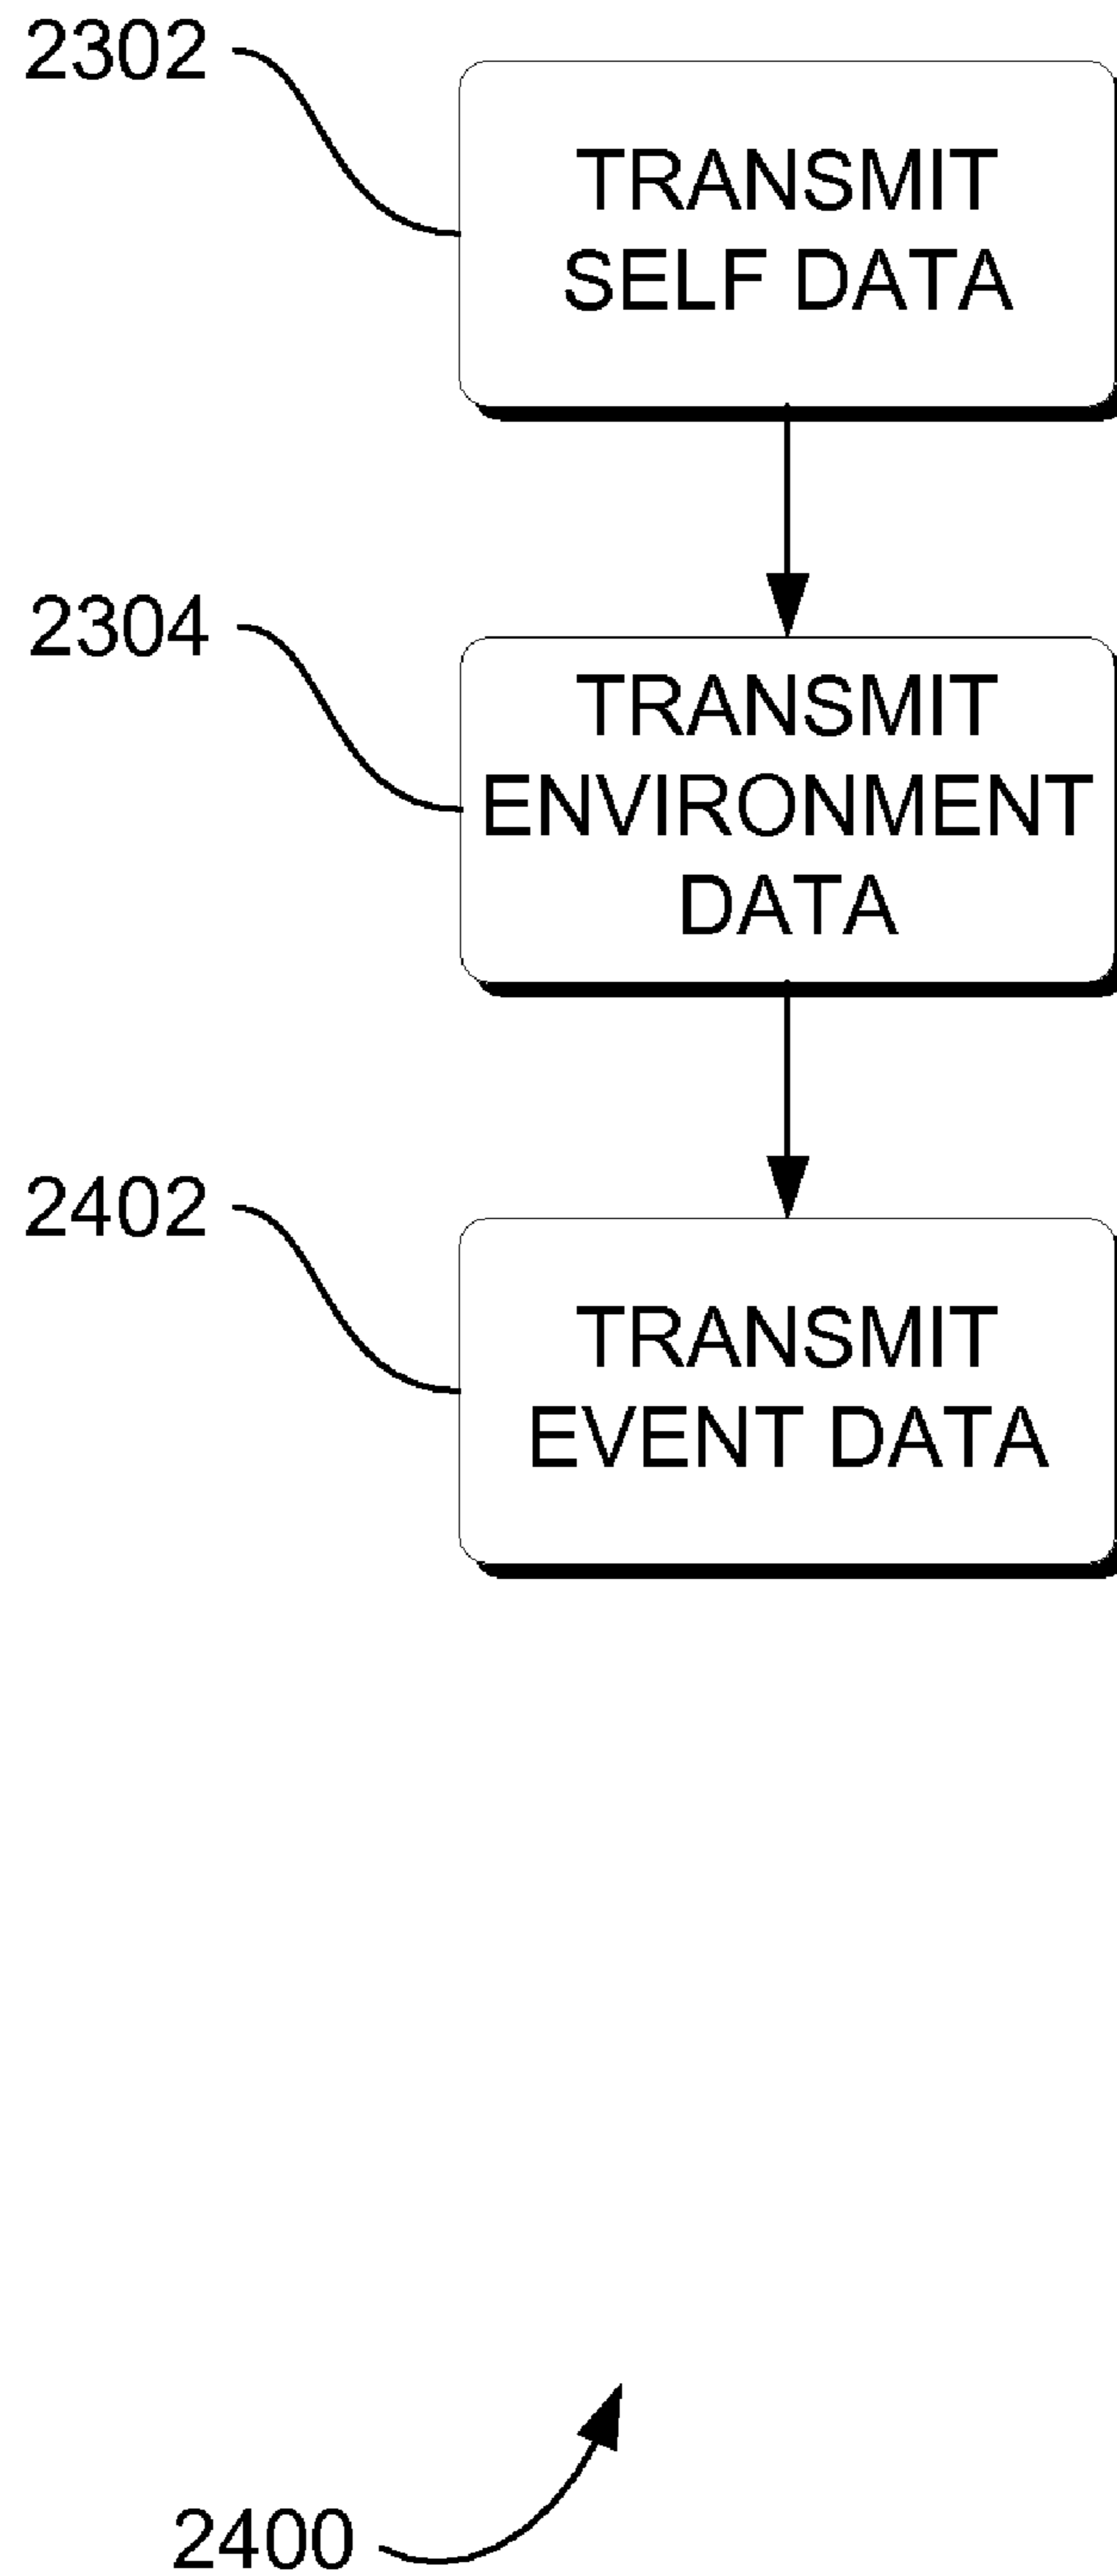 2302
TRANSMIT
SELF DATA
2304
TRANSMIT
ENVIRONMENT
DATA
2402
TRANSMIT
EVENT DATA
2400